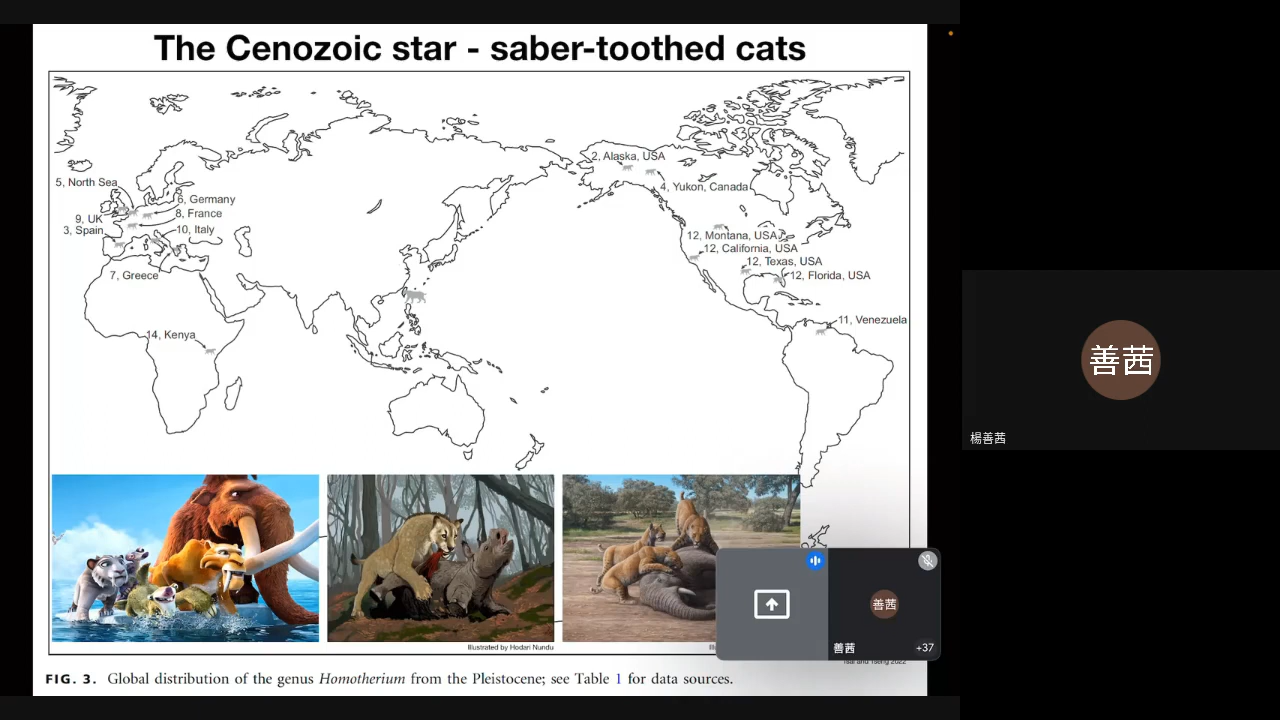 The Cenozoic star - saber-toothed cats
2, Alaska, USA
5, North Sea
4, Yukon, Canada
6, Germany
8, France
9, UK
3, Spain
10, Italy
12, Montana, USA
12, California, USA
12, Texas, USA
7, Greece
12, Florida, USA
11, Venezuela
14, Kenya
善茜
楊善茜
善茜
善茜
+37
Illustrated by Hodari Nundu
FIG. 3. Global distribution of the genus Homotherium from the Pleistocene; see Table 1 for data sources.